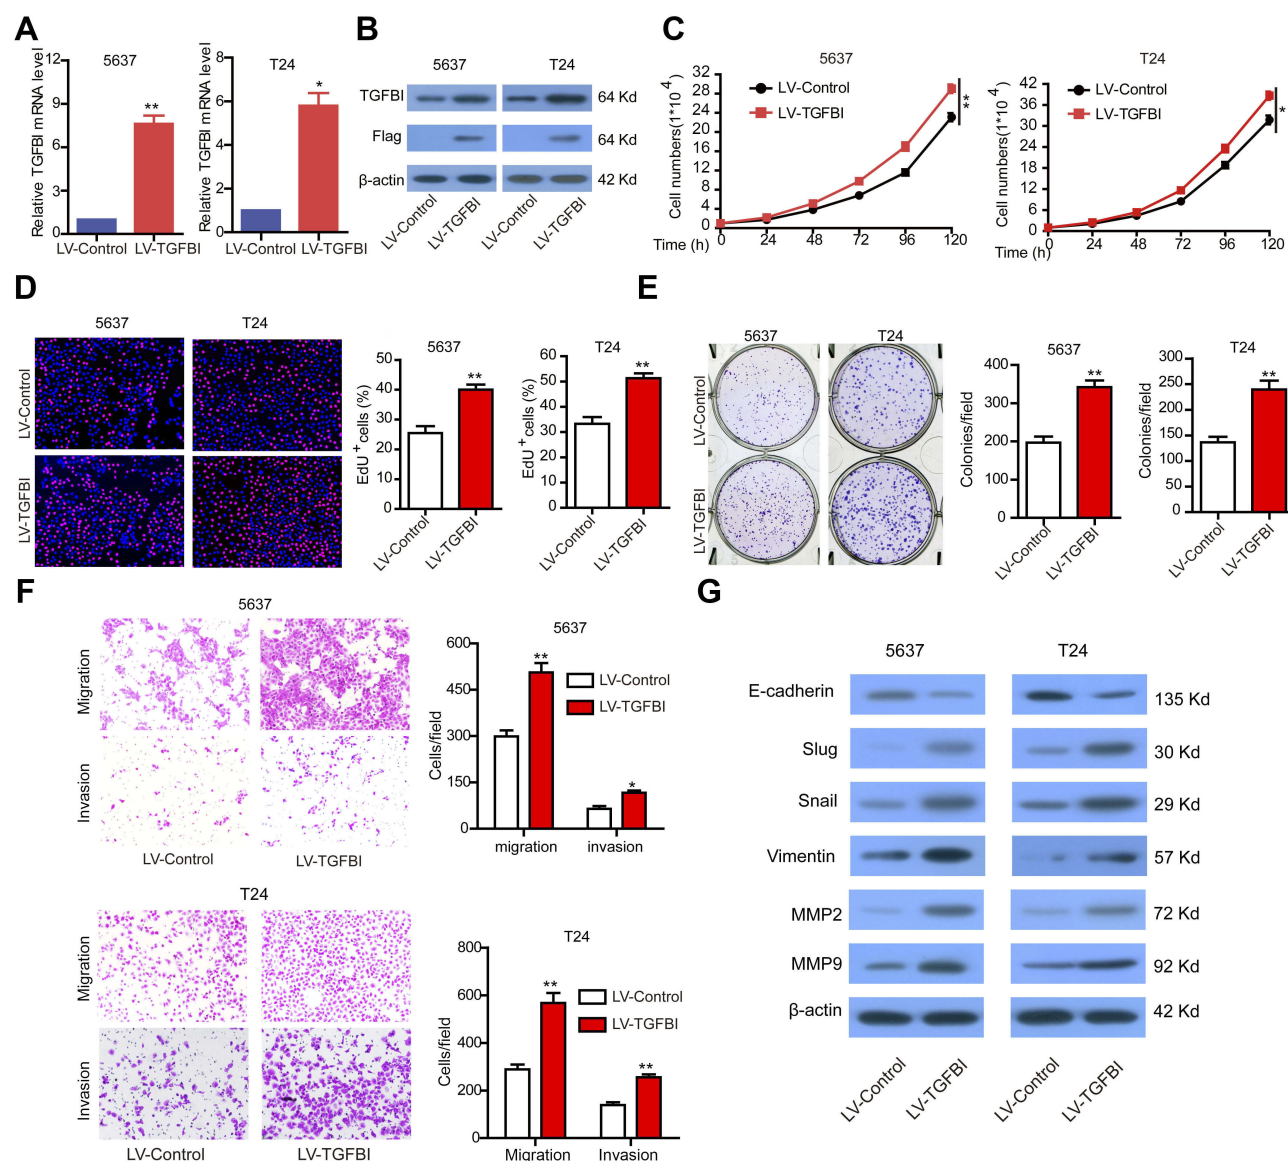 A
5637
T24
Relative TGFBI mRNA level
12
9
6
3
0
**
LV-Control LV-TGFBI
Relative TGFBI mRNA level
8
6
4
2
0
*
LV-Control LV-TGFBI
B
5637 T24
TGFBI 64 Kd
Flag 64 Kd
β-actin 42 Kd
LV-Control LV-TGFBI LV-Control LV-TGFBI
C
5637
Cell numbers(1*10 4)
32
28
24
20
16
12
8
4
0
LV-Control
LV-TGFBI
**
Time (h) 0 24 48 72 96 120
T24
Cell numbers(1*10 4)
42
36
30
24
18
12
6
0
LV-Control
LV-TGFBI
*
Time (h) 0 24 48 72 96 120
D
5637 T24
LV-Control
LV-TGFBI
5637
EdU + cells (%)
50
40
30
20
10
0
**
LV-Control LV-TGFBI
T24
EdU + cells (%)
60
50
40
30
20
10
0
**
LV-Control LV-TGFBI
E
5637 T24
LV-Control
LV-TGFBI
5637
Colonies/field
400
300
200
100
0
**
LV-Control LV-TGFBI
T24
Colonies/field
300
250
200
150
100
50
0
**
LV-Control LV-TGFBI
F
5637
Migration
Invasion
LV-Control LV-TGFBI
5637
Cells/field
600
450
300
150
0
**
*
LV-Control
LV-TGFBI
migration invasion
T24
Migration
Invasion
LV-Control LV-TGFBI
T24
Cells/field
800
600
400
200
0
**
**
LV-Control
LV-TGFBI
Migration Invasion
G
5637 T24
E-cadherin 135 Kd
Slug 30 Kd
Snail 29 Kd
Vimentin 57 Kd
MMP2 72 Kd
MMP9 92 Kd
β-actin 42 Kd
LV-Control LV-TGFBI LV-Control LV-TGFBI